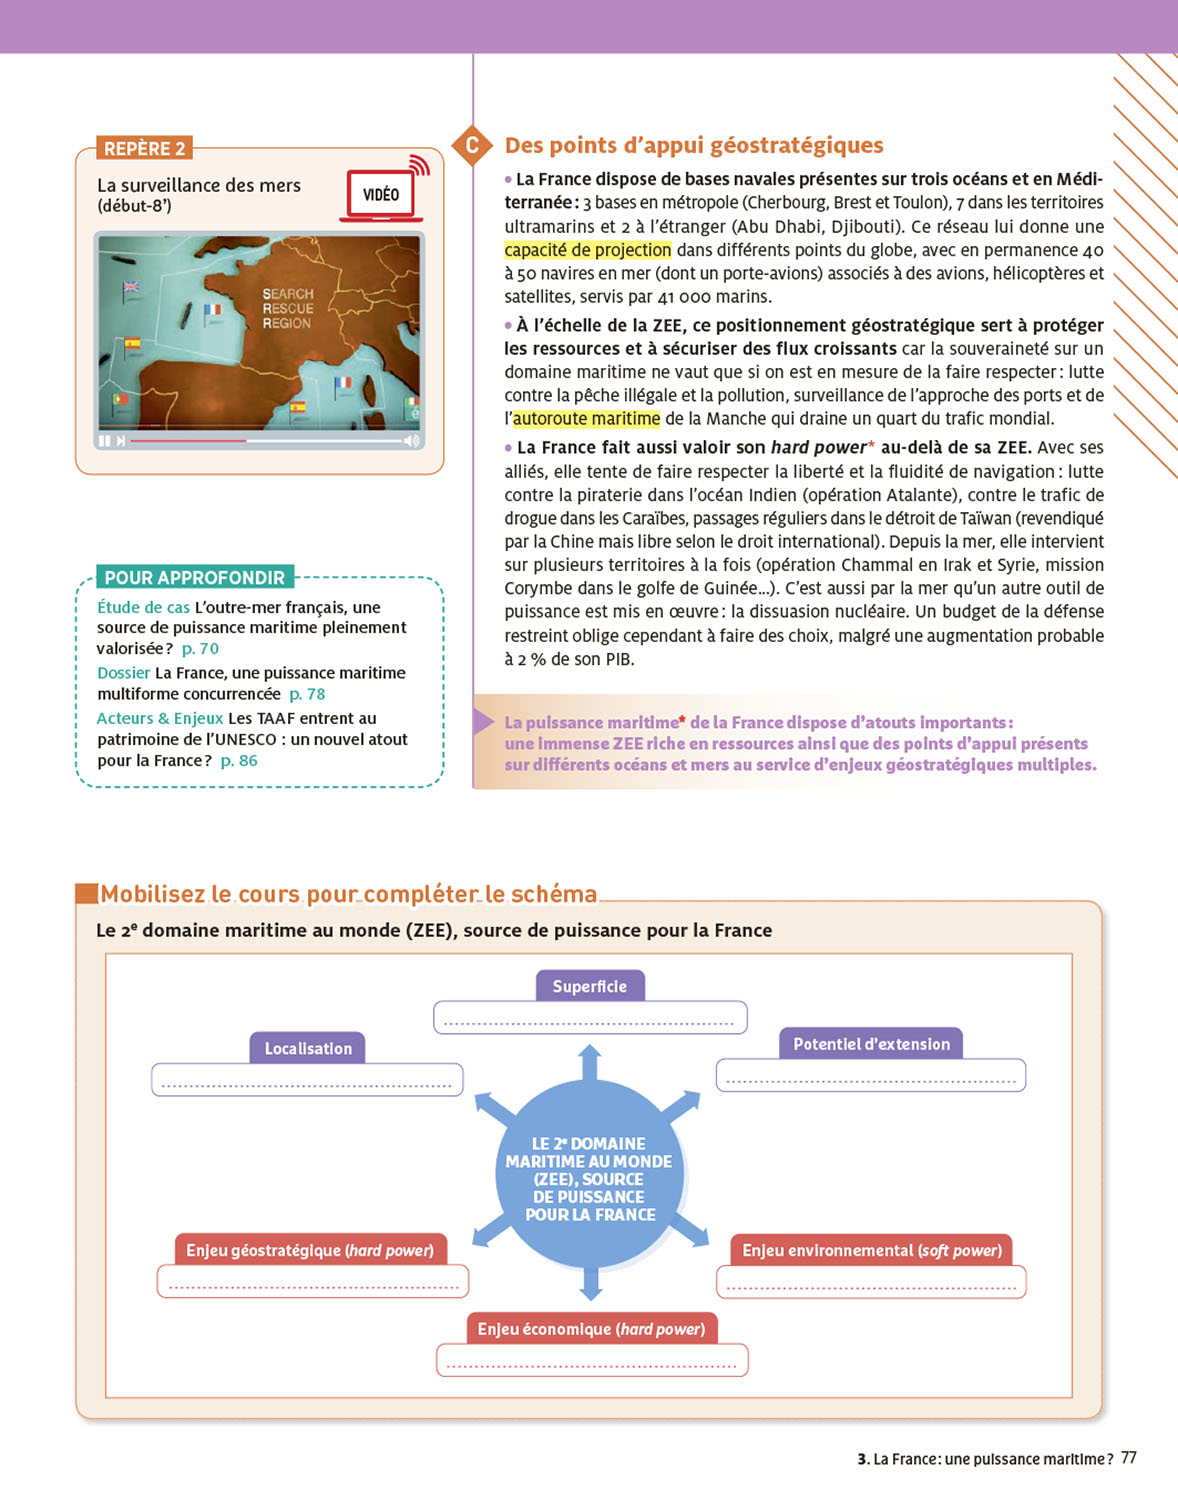 REPÈRE 2
La surveillance des mers
(début-8’)
VIDÉO
SEARCH
RESCUE
REGION
POUR APPROFONDIR
Étude de cas L’outre-mer français, une
source de puissance maritime pleinement
valorisée ? p. 70
Dossier La France, une puissance maritime
multiforme concurrencée p. 78
Acteurs & Enjeux Les TAAF entrent au
patrimoine de l’UNESCO : un nouvel atout
pour la France ? p. 86
C Des points d’appui géostratégiques
• La France dispose de bases navales présentes sur trois océans et en Médi-
terranée : 3 bases en métropole (Cherbourg, Brest et Toulon), 7 dans les territoires
ultramarins et 2 à l’étranger (Abu Dhabi, Djibouti). Ce réseau lui donne une
capacité de projection dans différents points du globe, avec en permanence 40
à 50 navires en mer (dont un porte-avions) associés à des avions, hélicoptères et
satellites, servis par 41 000 marins.
• À l’échelle de la ZEE, ce positionnement géostratégique sert à protéger
les ressources et à sécuriser des flux croissants car la souveraineté sur un
domaine maritime ne vaut que si on est en mesure de la faire respecter : lutte
contre la pêche illégale et la pollution, surveillance de l’approche des ports et de
l’autoroute maritime de la Manche qui draine un quart du trafic mondial.
• La France fait aussi valoir son hard power* au-delà de sa ZEE. Avec ses
alliés, elle tente de faire respecter la liberté et la fluidité de navigation : lutte
contre la piraterie dans l’océan Indien (opération Atalante), contre le trafic de
drogue dans les Caraïbes, passages réguliers dans le détroit de Taïwan (revendiqué
par la Chine mais libre selon le droit international). Depuis la mer, elle intervient
sur plusieurs territoires à la fois (opération Chammal en Irak et Syrie, mission
Corymbe dans le golfe de Guinée...). C’est aussi par la mer qu’un autre outil de
puissance est mis en œuvre : la dissuasion nucléaire. Un budget de la défense
restreint oblige cependant à faire des choix, malgré une augmentation probable
à 2 % de son PIB.
La puissance maritime* de la France dispose d’atouts importants :
une immense ZEE riche en ressources ainsi que des points d’appui présents
sur différents océans et mers au service d’enjeux géostratégiques multiples.
Mobilisez le cours pour compléter le schéma
Le 2e domaine maritime au monde (ZEE), source de puissance pour la France
Superficie
Localisation
Potentiel d’extension
LE 2e DOMAINE
MARITIME AU MONDE
(ZEE), SOURCE
DE PUISSANCE
POUR LA FRANCE
Enjeu géostratégique (hard power)
Enjeu environnemental (soft power)
Enjeu économique (hard power)
3. La France : une puissance maritime ? 77